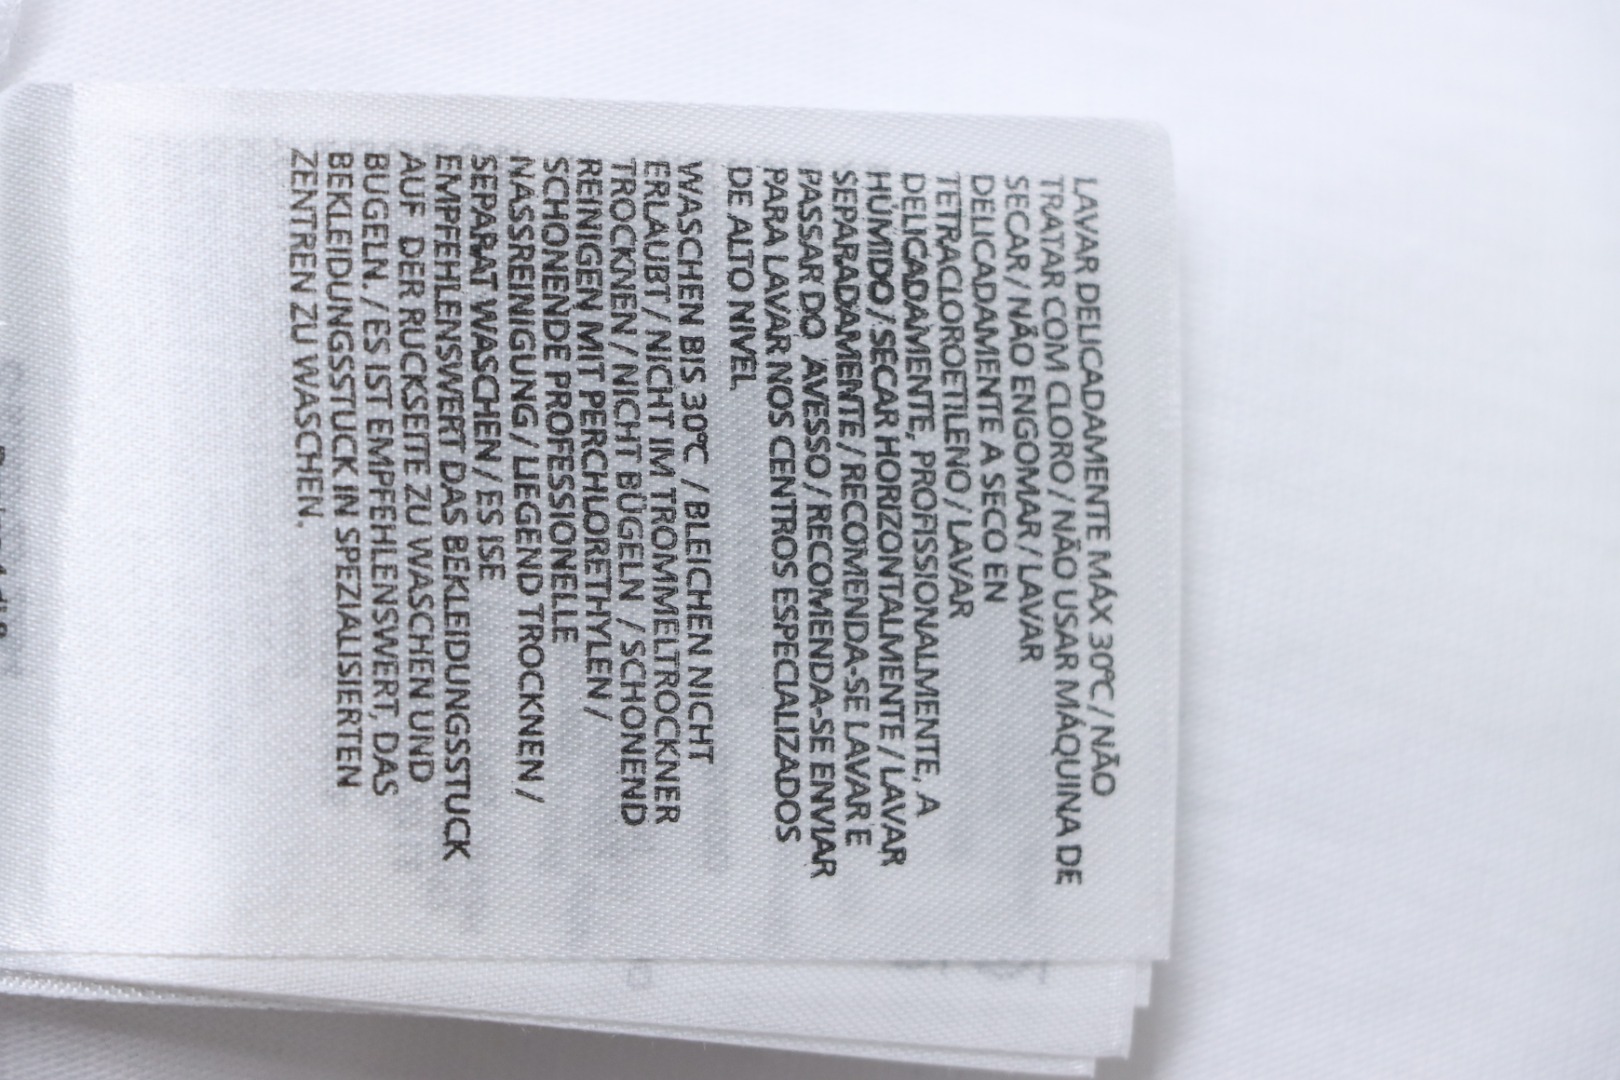 LAVAR DELICADAMENTE MÁX 30°C / NÃO
TRATAR COM CLORO / NÃO USAR MÁQUINA DE
SECAR / NÃO ENGOMAR / LAVAR
DELICADAMENTE A SECO EN
TETRACLOROETILENO / LAVAR
DELICADAMENTE, PROFISSIONALMENTE, A
HÚMIDO / SECAR HORIZONTALMENTE / LAVAR
SEPARADAMENTE / RECOMENDA-SE LAVAR E
PASSAR DO AVESSO / RECOMENDA-SE ENVIAR
PARA LAVAR NOS CENTROS ESPECIALIZADOS
DE ALTO NIVEL
WASCHEN BIS 30°C / BLEICHEN NICHT
ERLAUBT / NICHT IM TROMMELTROCKNER
TROCKNEN / NICHT BÜGELN / SCHONEND
REINIGEN MIT PERCHLORETHYLEN /
SCHONENDE PROFESSIONELLE
NASSREINIGUNG / LIEGEND TROCKNEN /
SEPARAT WASCHEN / ES ISE
EMPFEHLENSWERT DAS BEKLEIDUNGSSTUCK
AUF DER RUCKSEITE ZU WASCHEN UND
BUGELN. / ES IST EMPFEHLENSWERT, DAS
BEKLEIDUNGSSTUCK IN SPEZIALISIERTEN
ZENTREN ZU WASCHEN.